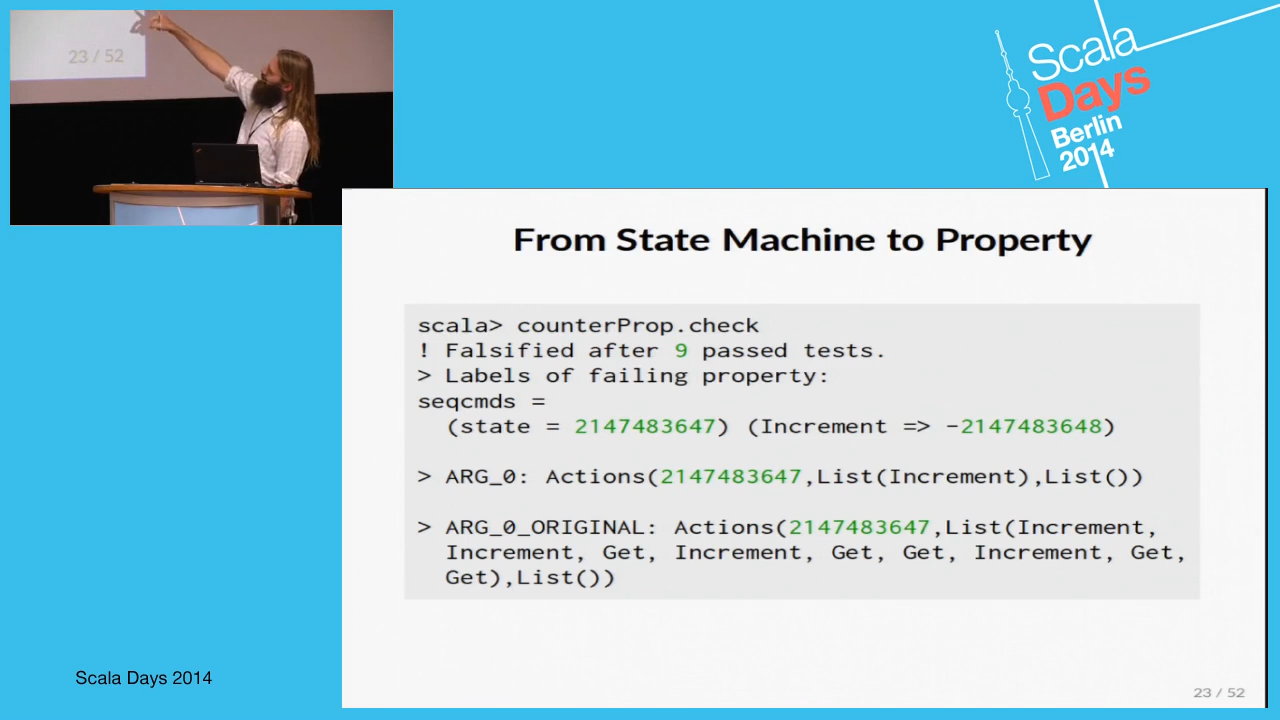 23 / 52
Scala
Days
Berlin
2014
From State Machine to Property
scala> counterProp.check
! Falsified after 9 passed tests.
> Labels of failing property:
seqcmds =
(state = 2147483647) (Increment => -2147483648)
> ARG_0: Actions(2147483647,List(Increment),List())
> ARG_0_ORIGINAL: Actions(2147483647,List(Increment,
Increment, Get, Increment, Get, Get, Increment, Get,
Get),List())
Scala Days 2014
23 / 52